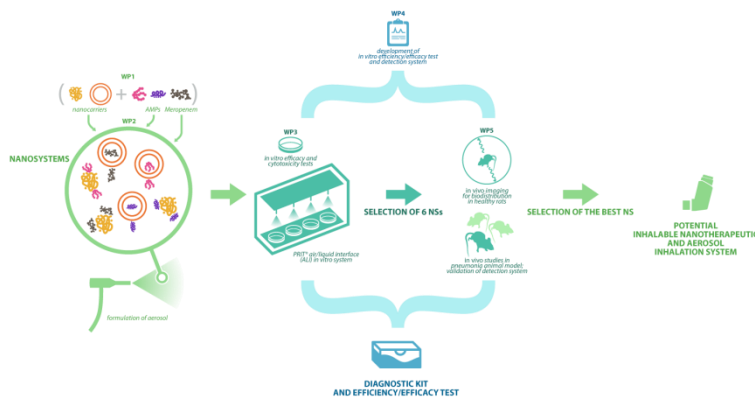 WP1
nanocarriers
AMPs
Meropenem
WP2
NANOSYSTEMS
formulation of aerosol
WP3
in vitro efficacy and
cytotoxicity tests
PRIT® air/liquid interface
(ALI) in vitro system
WP4
development of
in vitro efficiency/efficacy test
and detection system
SELECTION OF 6 NSs
WP5
in vivo imaging
for biodistribution
in healthy rats
In vivo studies in
pneumonia animal model:
validation of detection system
SELECTION OF THE BEST NS
POTENTIAL
INHALABLE NANOTHERAPEUTIC
AND AEROSOL
INHALATION SYSTEM
DIAGNOSTIC KIT
AND EFFICIENCY/EFFICACY TEST